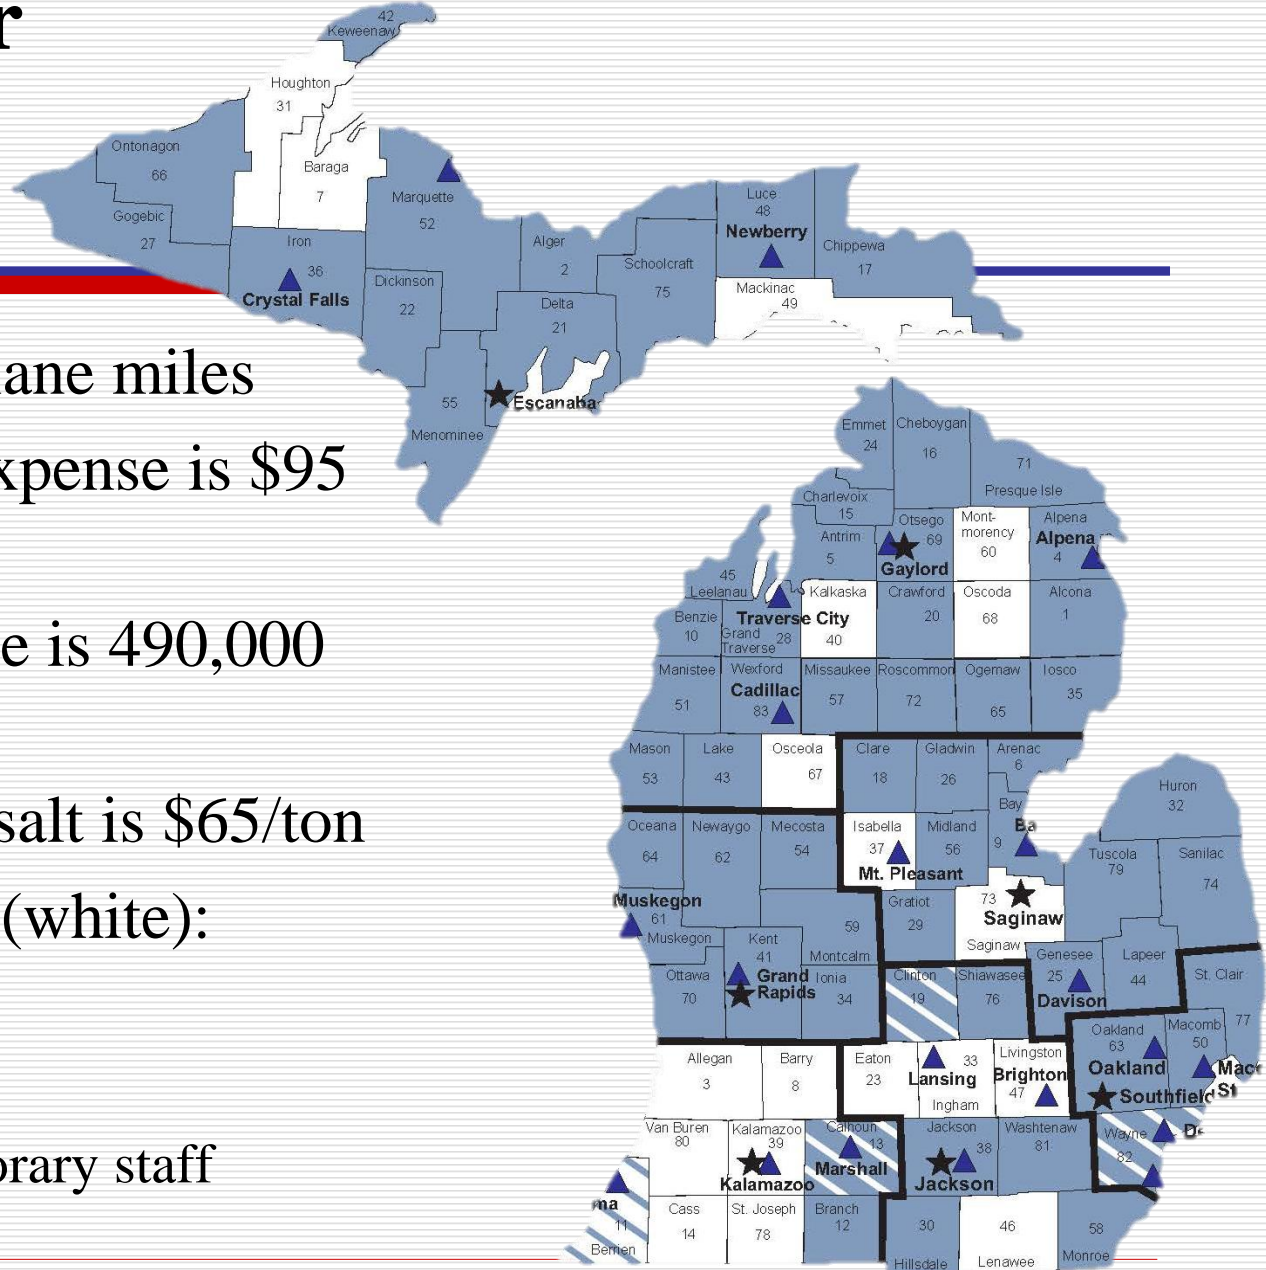 r
lane miles
xpense is $95
e is 490,000
salt is $65/ton
(white):
orary staff
42
Keweenaw
Houghton
31
Ontonagon
66
Baraga
7
Marquette
52
Gogebic
27
Iron
36
Crystal Falls
Dickinson
22
Alger
2
Schoolcraft
75
Luce
48
Newberry
Chippewa
17
Mackinac
49
Delta
21
Escanaba
55
Menominee
Emmet
24
Cheboygan
16
71
Presque Isle
Charlevoix
15
Antrim
5
Otsego
69
Gaylord
Mont-
morency
60
Alpena
Alpena
4
45
Leelanau
Benzie
10
Grand
Traverse
28
Traverse City
Kalkaska
40
Crawford
20
Oscoda
68
Alcona
1
Manistee
51
Wexford
Cadillac
83
Missaukee
57
Roscommon
72
Ogemaw
65
Iosco
35
Mason
53
Lake
43
Osceola
67
Clare
18
Gladwin
26
Arenac
6
Huron
32
Oceana
64
Newaygo
62
Mecosta
54
Isabella
37
Mt. Pleasant
Midland
56
Bay
Ba
9
Tuscola
79
Sanilac
74
Muskegon
61
Muskegon
59
Montcalm
Gratiot
29
73
Saginaw
Saginaw
Kent
41
Grand
Rapids
Ottawa
70
Ionia
34
Clinton
19
Shiawasee
76
Genesee
25
Davison
Lapeer
44
St. Clair
77
Oakland
63
Oakland
Southfield
Macomb
50
Mac
St
Allegan
3
Barry
8
Eaton
23
33
Lansing
Ingham
Livingston
Brighton
47
Van Buren
80
Kalamazoo
39
Kalamazoo
Calhoun
13
Marshall
Jackson
38
Jackson
Washtenaw
81
Wayne
82
D
ma
11
Berrien
Cass
14
St. Joseph
78
Branch
12
30
Hillsdale
46
Lenawee
58
Monroe